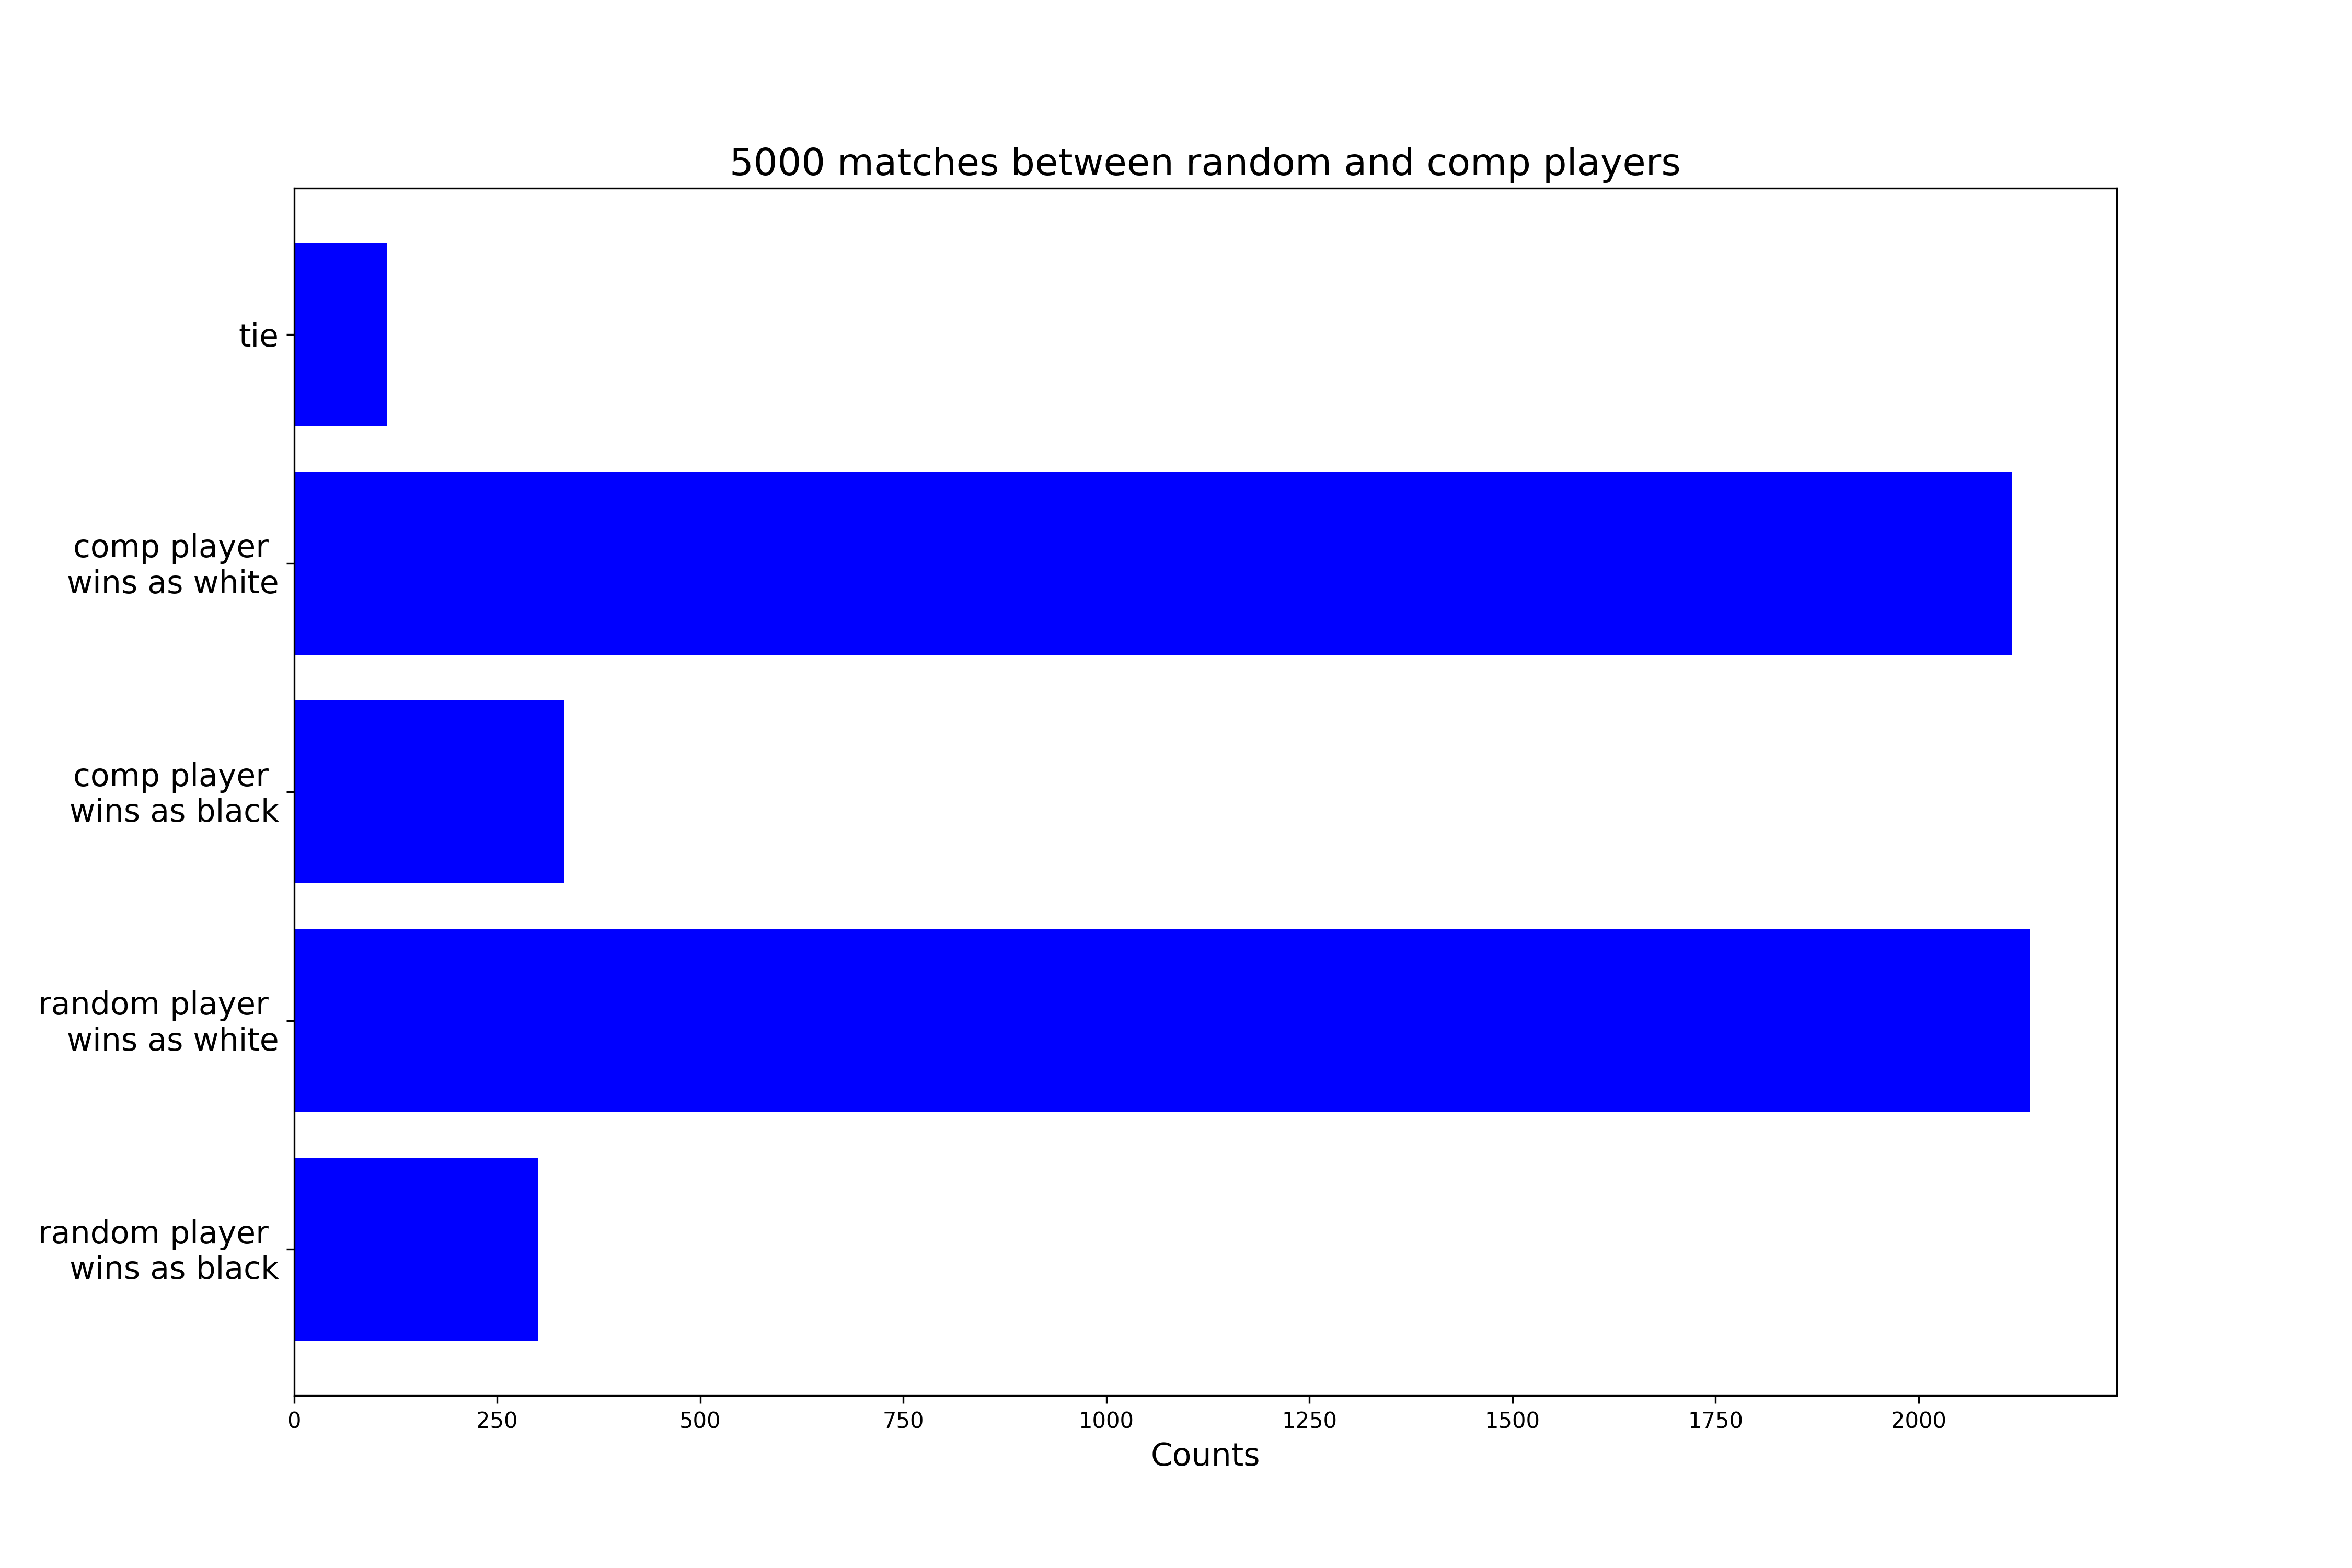 5000 matches between random and comp players
tie
comp player
wins as white
comp player
wins as black
random player
wins as white
random player
wins as black
0 250 500 750 1000 1250 1500 1750 2000
Counts